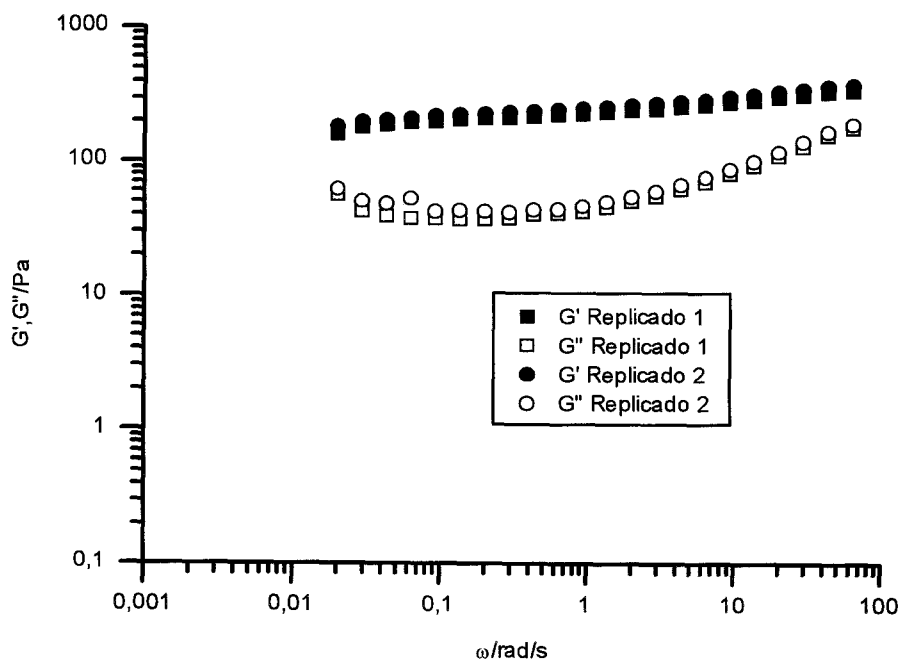 1000
100
10
1
0,1
G',G''/Pa
G' Replicado 1
G'' Replicado 1
G' Replicado 2
G'' Replicado 2
0,001
0,01
0,1
1
10
100
ω/rad/s